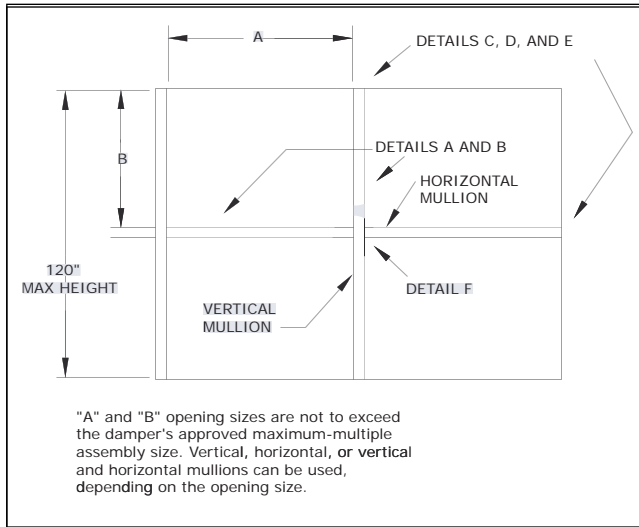 A
DETAILS C, D, AND E
B
DETAILS A AND B
HORIZONTAL
MULLION
120"
MAX HEIGHT
DETAIL F
VERTICAL
MULLION
"A" and "B" opening sizes are not to exceed
the damper's approved maximum-multiple
assembly size. Vertical, horizontal, or vertical
and horizontal mullions can be used,
depending on the opening size.